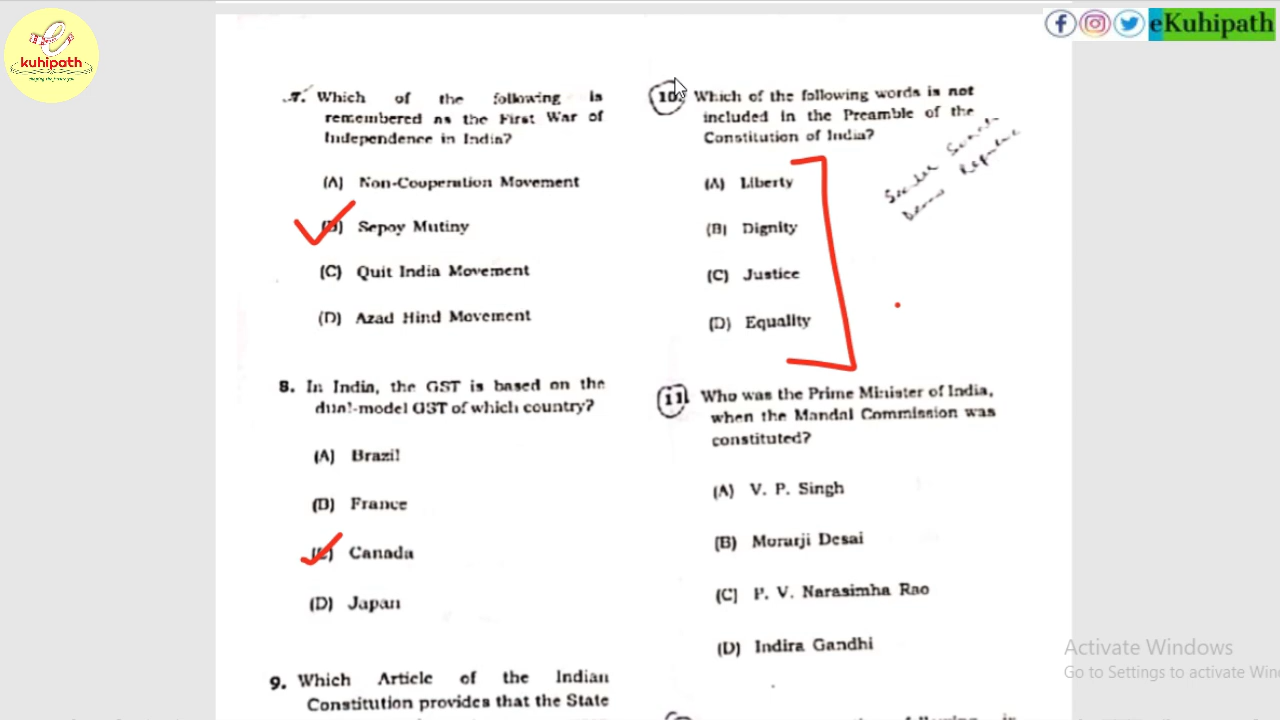 kuhipath
eKuhipath
7. Which of the following is
remembered as the First War of
Independence in India?
(A) Non-Cooperation Movement
(B) Sepoy Mutiny
(C) Quit India Movement
(D) Azad Hind Movement
8. In India, the GST is based on the
dual-model GST of which country?
(A) Brazil
(B) France
(C) Canada
(D) Japan
9. Which Article of the Indian
Constitution provides that the State
10. Which of the following words is not
included in the Preamble of the
Constitution of India?
(A) Liberty
(B) Dignity
(C) Justice
(D) Equality
11. Who was the Prime Minister of India,
when the Mandal Commission was
constituted?
(A) V. P. Singh
(B) Morarji Desai
(C) P. V. Narasimha Rao
(D) Indira Gandhi
Activate Windows
Go to Settings to activate Win